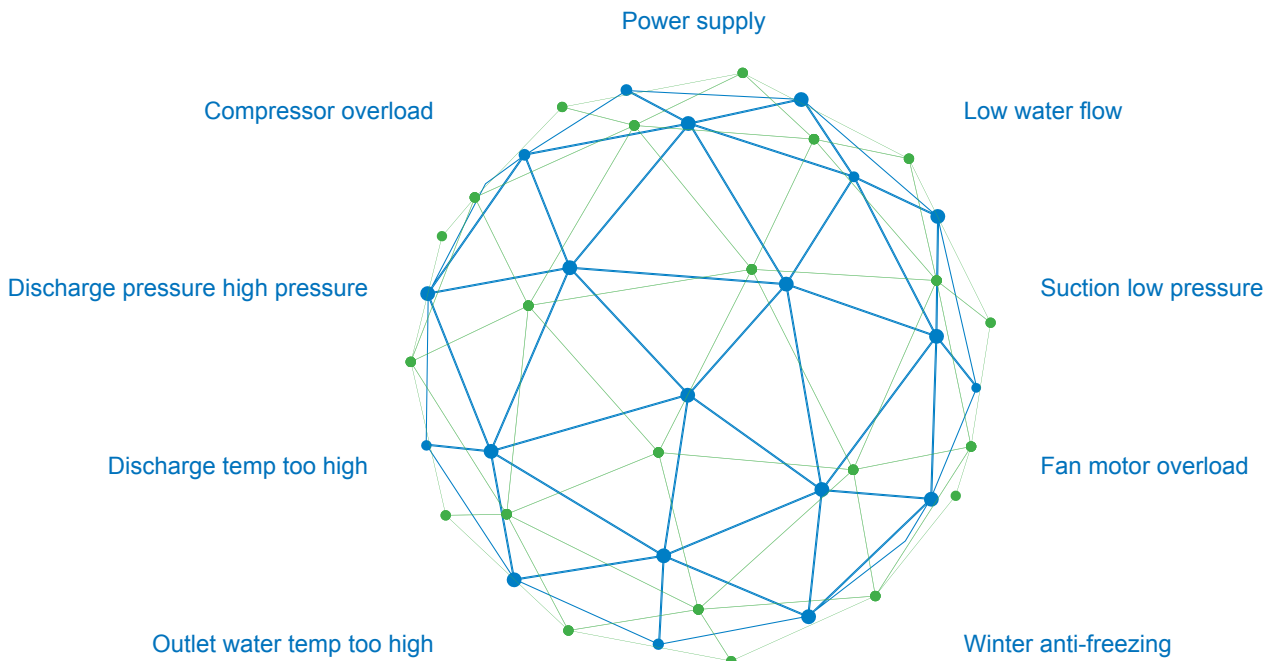 Power supply
Compressor overload
Low water flow
Discharge pressure high pressure
Suction low pressure
Discharge temp too high
Fan motor overload
Outlet water temp too high
Winter anti-freezing